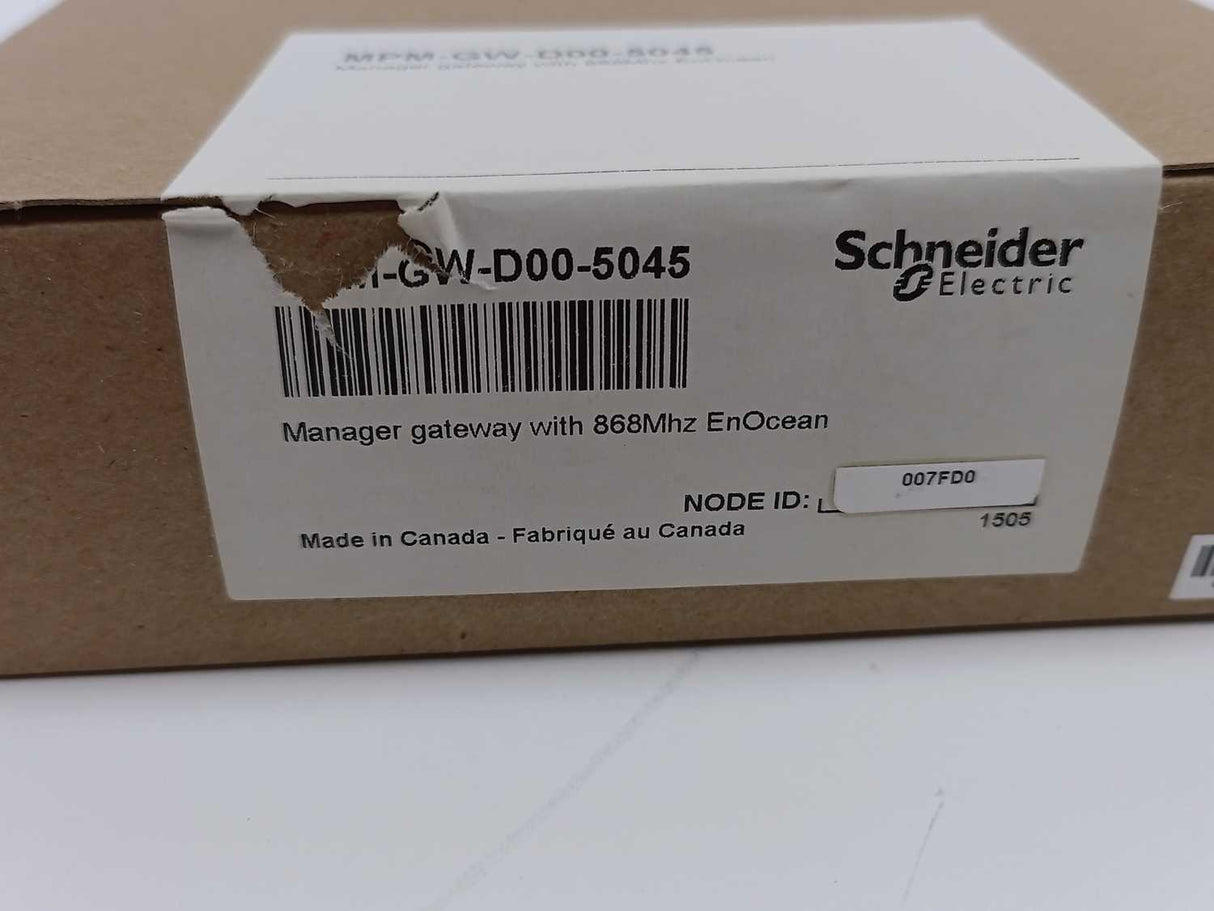 MPM-GW-D00-5045
Manager gateway with 868Mhz EnOcean
M-GW-D00-5045
Schneider
Electric
Manager gateway with 868Mhz EnOcean
007FD0
NODE ID:
1505
Made in Canada - Fabriqué au Canada